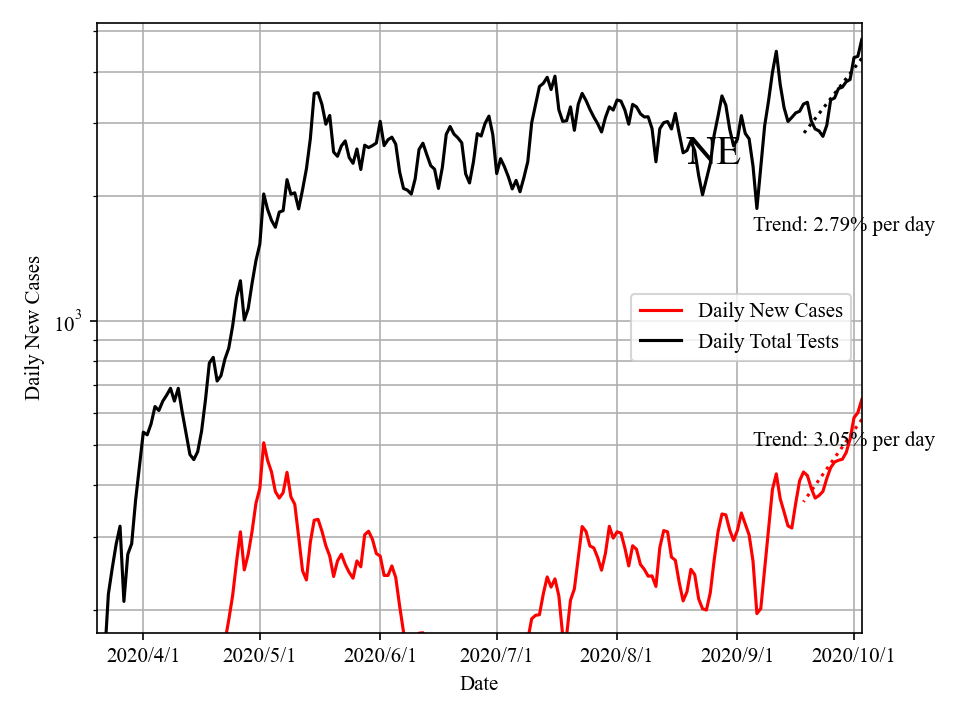 NE
Trend: 2.79% per day
Daily New Cases
Daily Total Tests
Trend: 3.05% per day
Daily New Cases
10^3
2020/4/1 2020/5/1 2020/6/1 2020/7/1 2020/8/1 2020/9/1 2020/10/1
Date